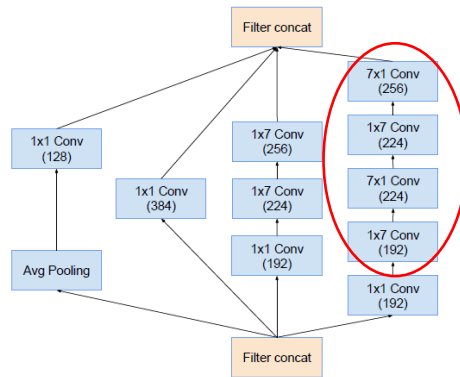 Filter concat
7x1 Conv
(256)
1x1 Conv
(128)
1x7 Conv
(256)
1x7 Conv
(224)
1x1 Conv
(384)
1x7 Conv
(224)
7x1 Conv
(224)
Avg Pooling
1x1 Conv
(192)
1x7 Conv
(192)
1x1 Conv
(192)
Filter concat